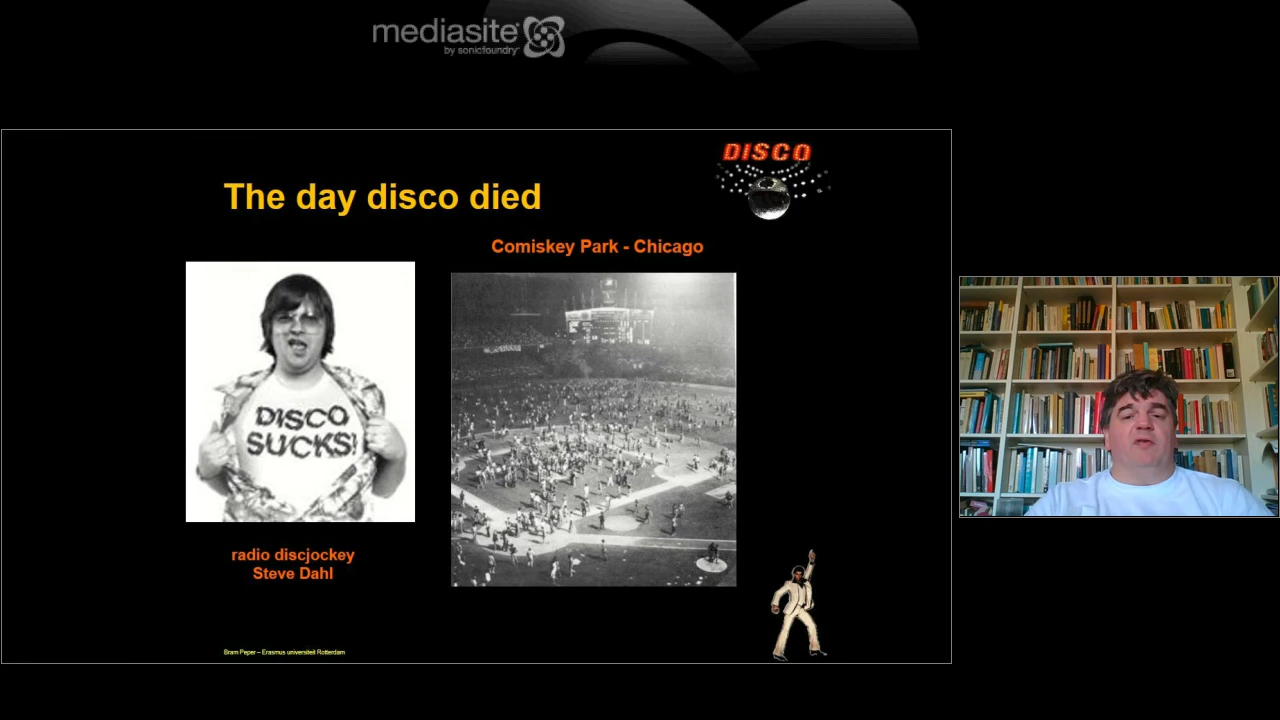 mediasite
by sonicfoundry
DISCO
The day disco died
Comiskey Park - Chicago
DISCO
SUCKS!
radio discjockey
Steve Dahl
Bram Peper – Erasmus universiteit Rotterdam